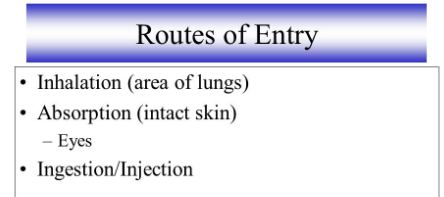 Routes of Entry
• Inhalation (area of lungs)
• Absorption (intact skin)
– Eyes
• Ingestion/Injection